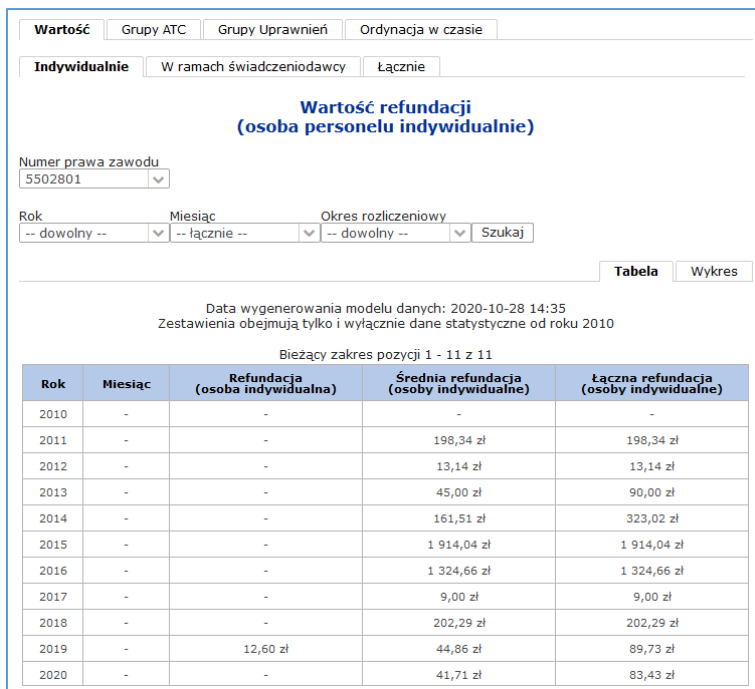 Wartość Grupy ATC Grupy Uprawnień Ordynacja w czasie
Indywidualnie W ramach świadczeniodawcy Łącznie
Wartość refundacji
(osoba personelu indywidualnie)
Numer prawa zawodu
5502801
Rok Miesiąc Okres rozliczeniowy
-- dowolny -- -- łącznie -- -- dowolny -- Szukaj
Tabela Wykres
Data wygenerowania modelu danych: 2020-10-28 14:35
Zestawienia obejmują tylko i wyłącznie dane statystyczne od roku 2010
Bieżący zakres pozycji 1 - 11 z 11
Rok Miesiąc Refundacja (osoba indywidualna) Średnia refundacja (osoby indywidualne) Łączna refundacja (osoby indywidualne)
2010 - - - -
2011 - - 198,34 zł 198,34 zł
2012 - - 13,14 zł 13,14 zł
2013 - - 45,00 zł 90,00 zł
2014 - - 161,51 zł 323,02 zł
2015 - - 1 914,04 zł 1 914,04 zł
2016 - - 1 324,66 zł 1 324,66 zł
2017 - - 9,00 zł 9,00 zł
2018 - - 202,29 zł 202,29 zł
2019 - 12,60 zł 44,86 zł 89,73 zł
2020 - - 41,71 zł 83,43 zł